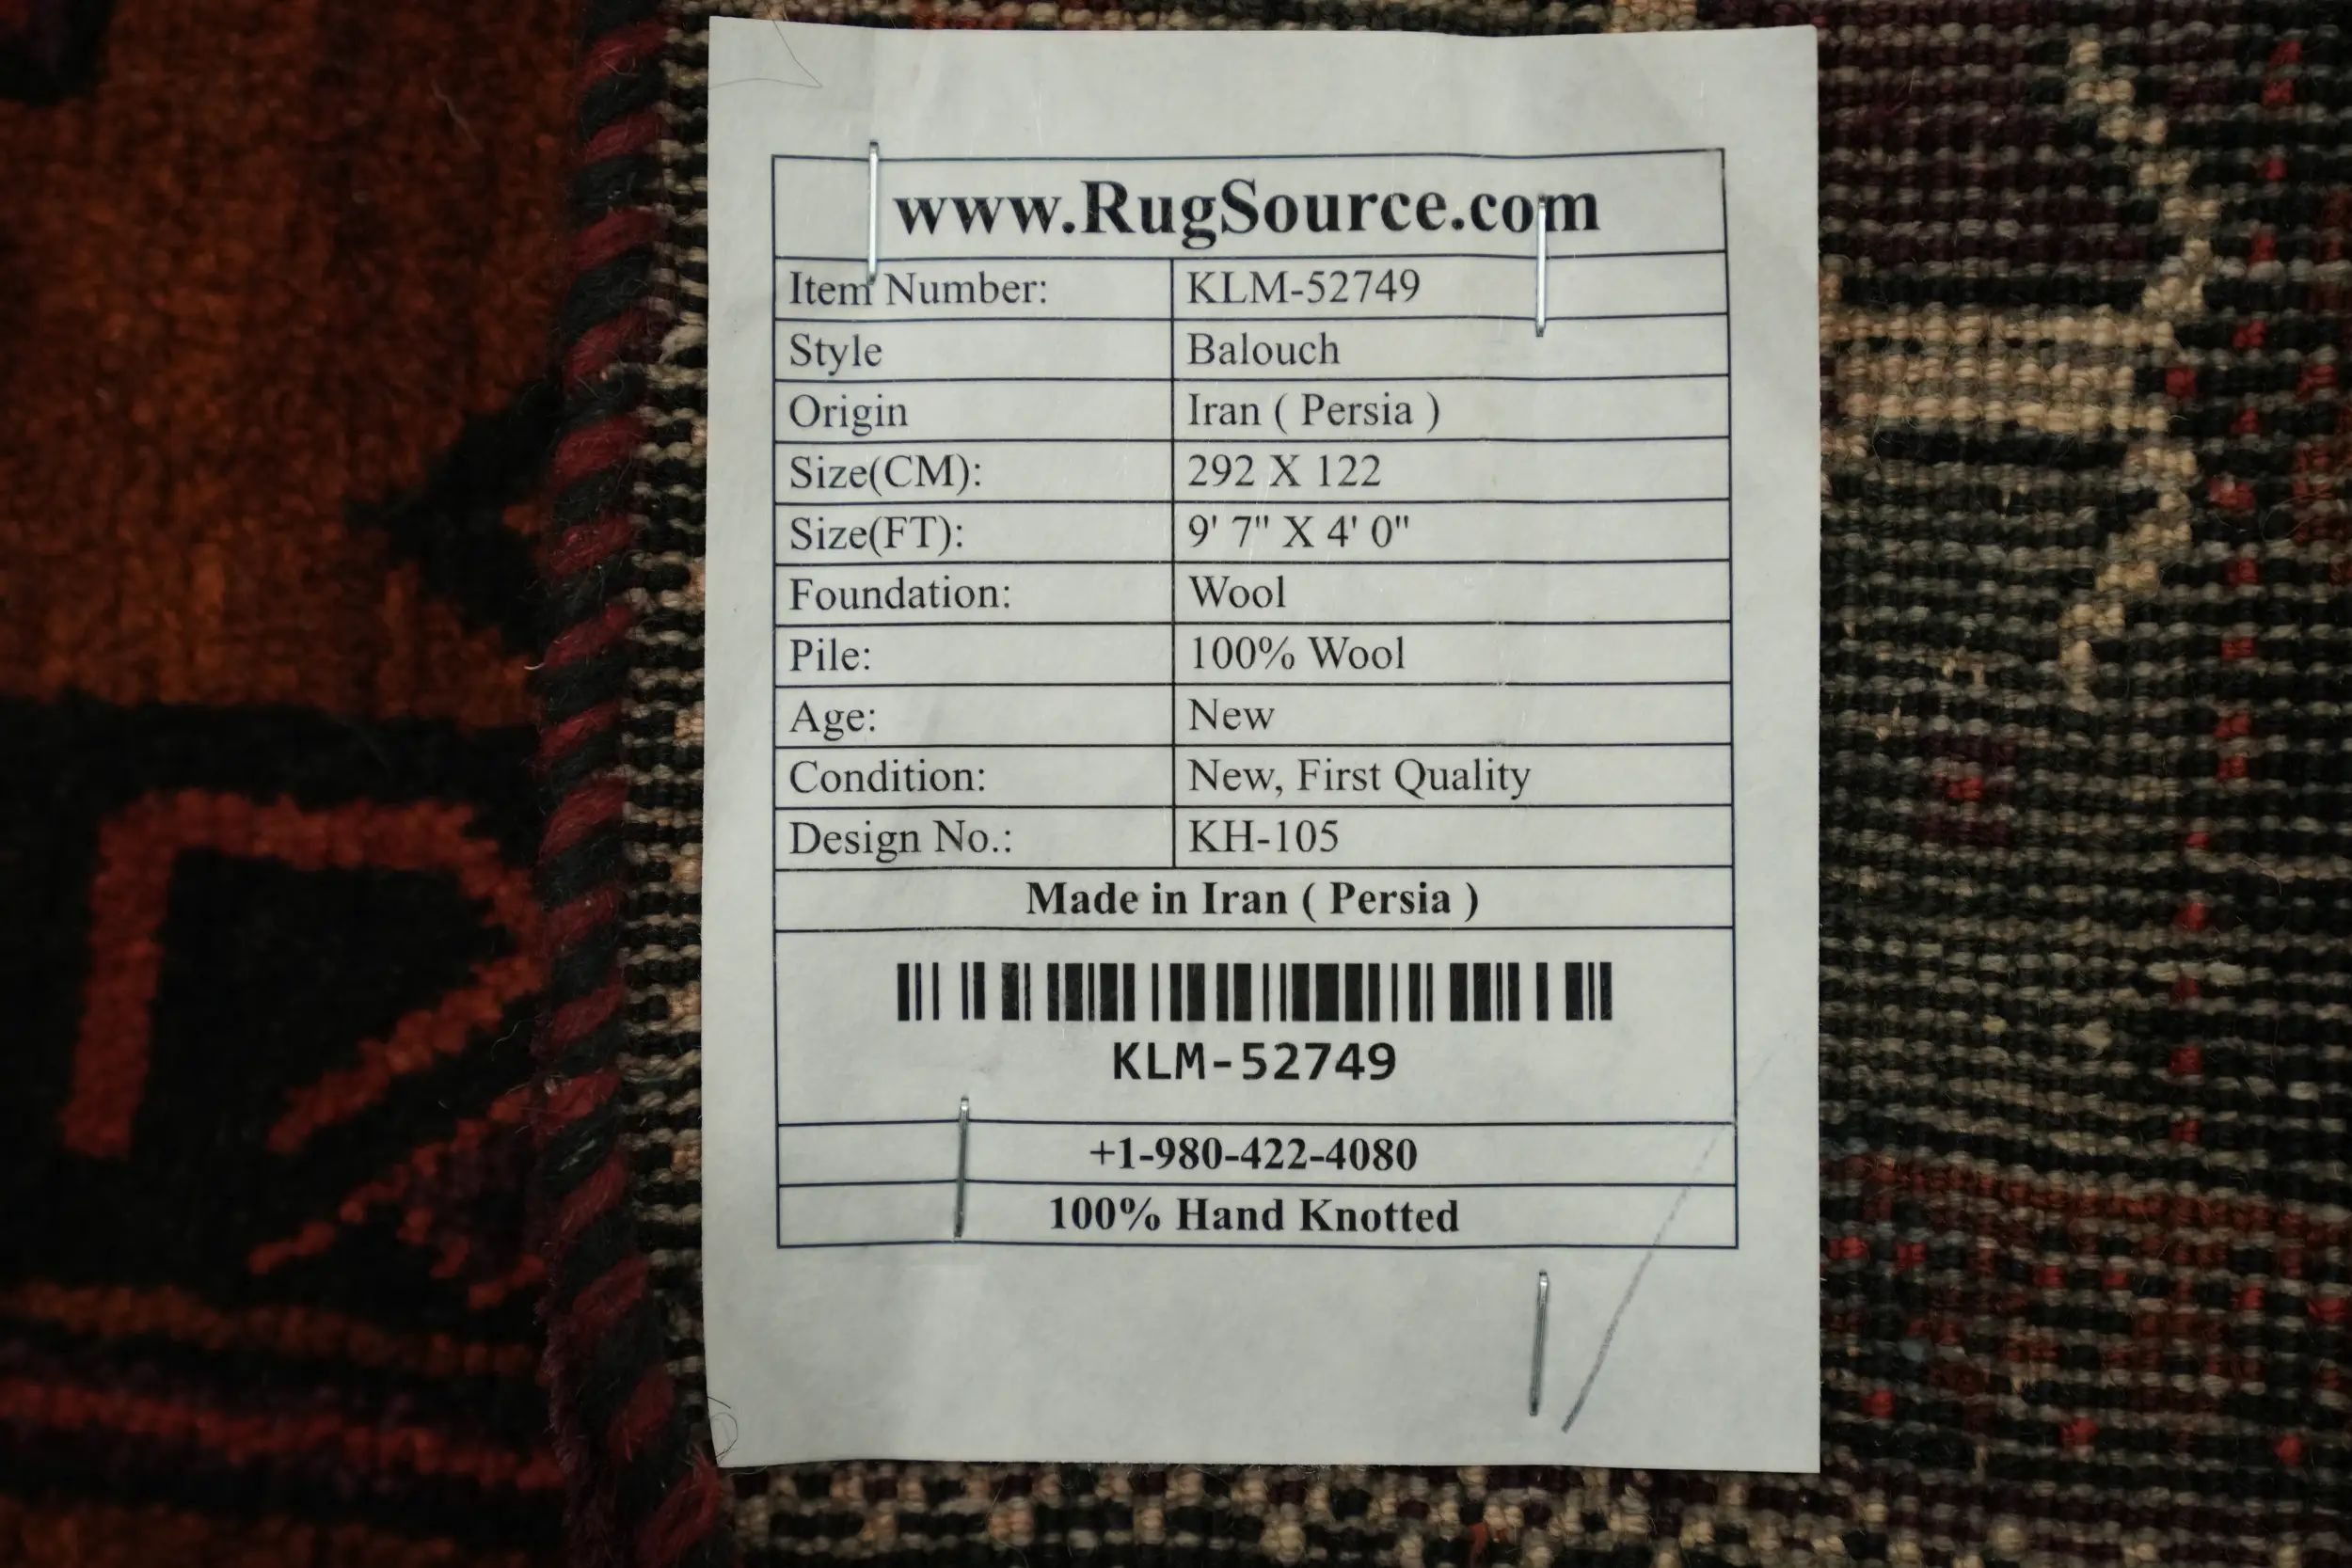 www.RugSource.com
Item Number: KLM-52749
Style Balouch
Origin Iran ( Persia )
Size(CM): 292 X 122
Size(FT): 9' 7" X 4' 0"
Foundation: Wool
Pile: 100% Wool
Age: New
Condition: New, First Quality
Design No.: KH-105
Made in Iran ( Persia )
KLM-52749
+1-980-422-4080
100% Hand Knotted